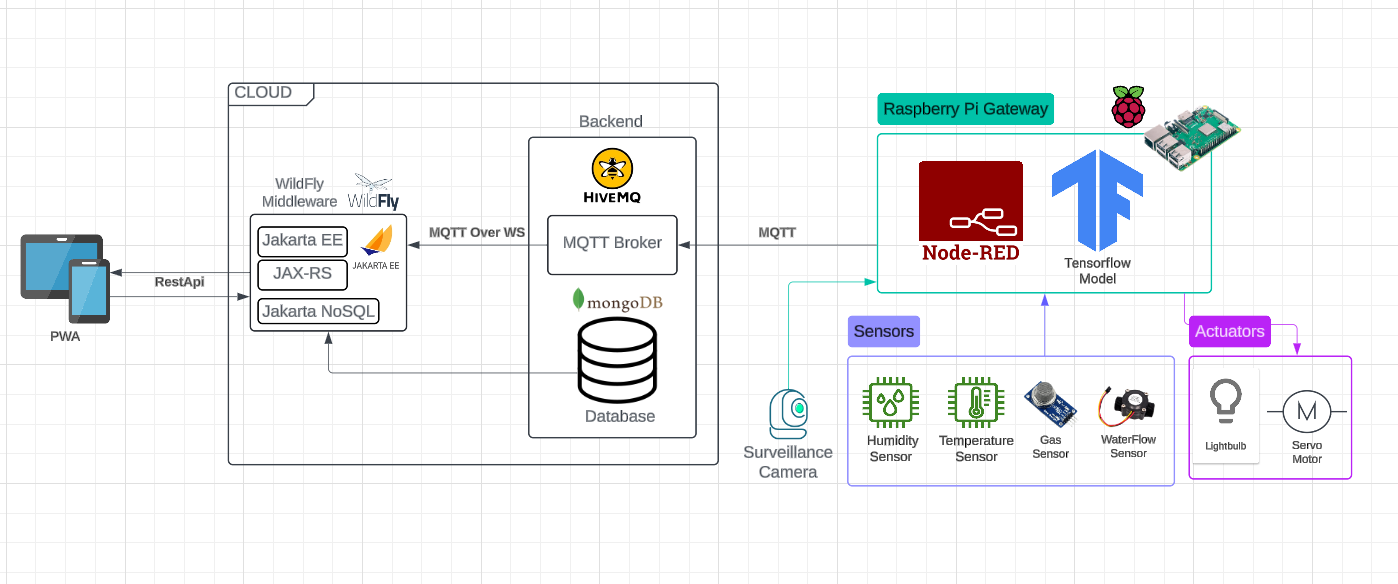 CLOUD
Backend
HIVEMQ
MQTT Broker
mongoDB
Database
WildFly
Middleware
WildFly
Jakarta EE
JAX-RS
Jakarta NoSQL
JAKARTA EE
MQTT Over WS
MQTT
RestApi
PWA
Raspberry Pi Gateway
Node-RED
Tensorflow
Model
Surveillance
Camera
Sensors
Humidity
Sensor
Temperature
Sensor
Gas
Sensor
WaterFlow
Sensor
Actuators
Lightbulb
M
Servo
Motor